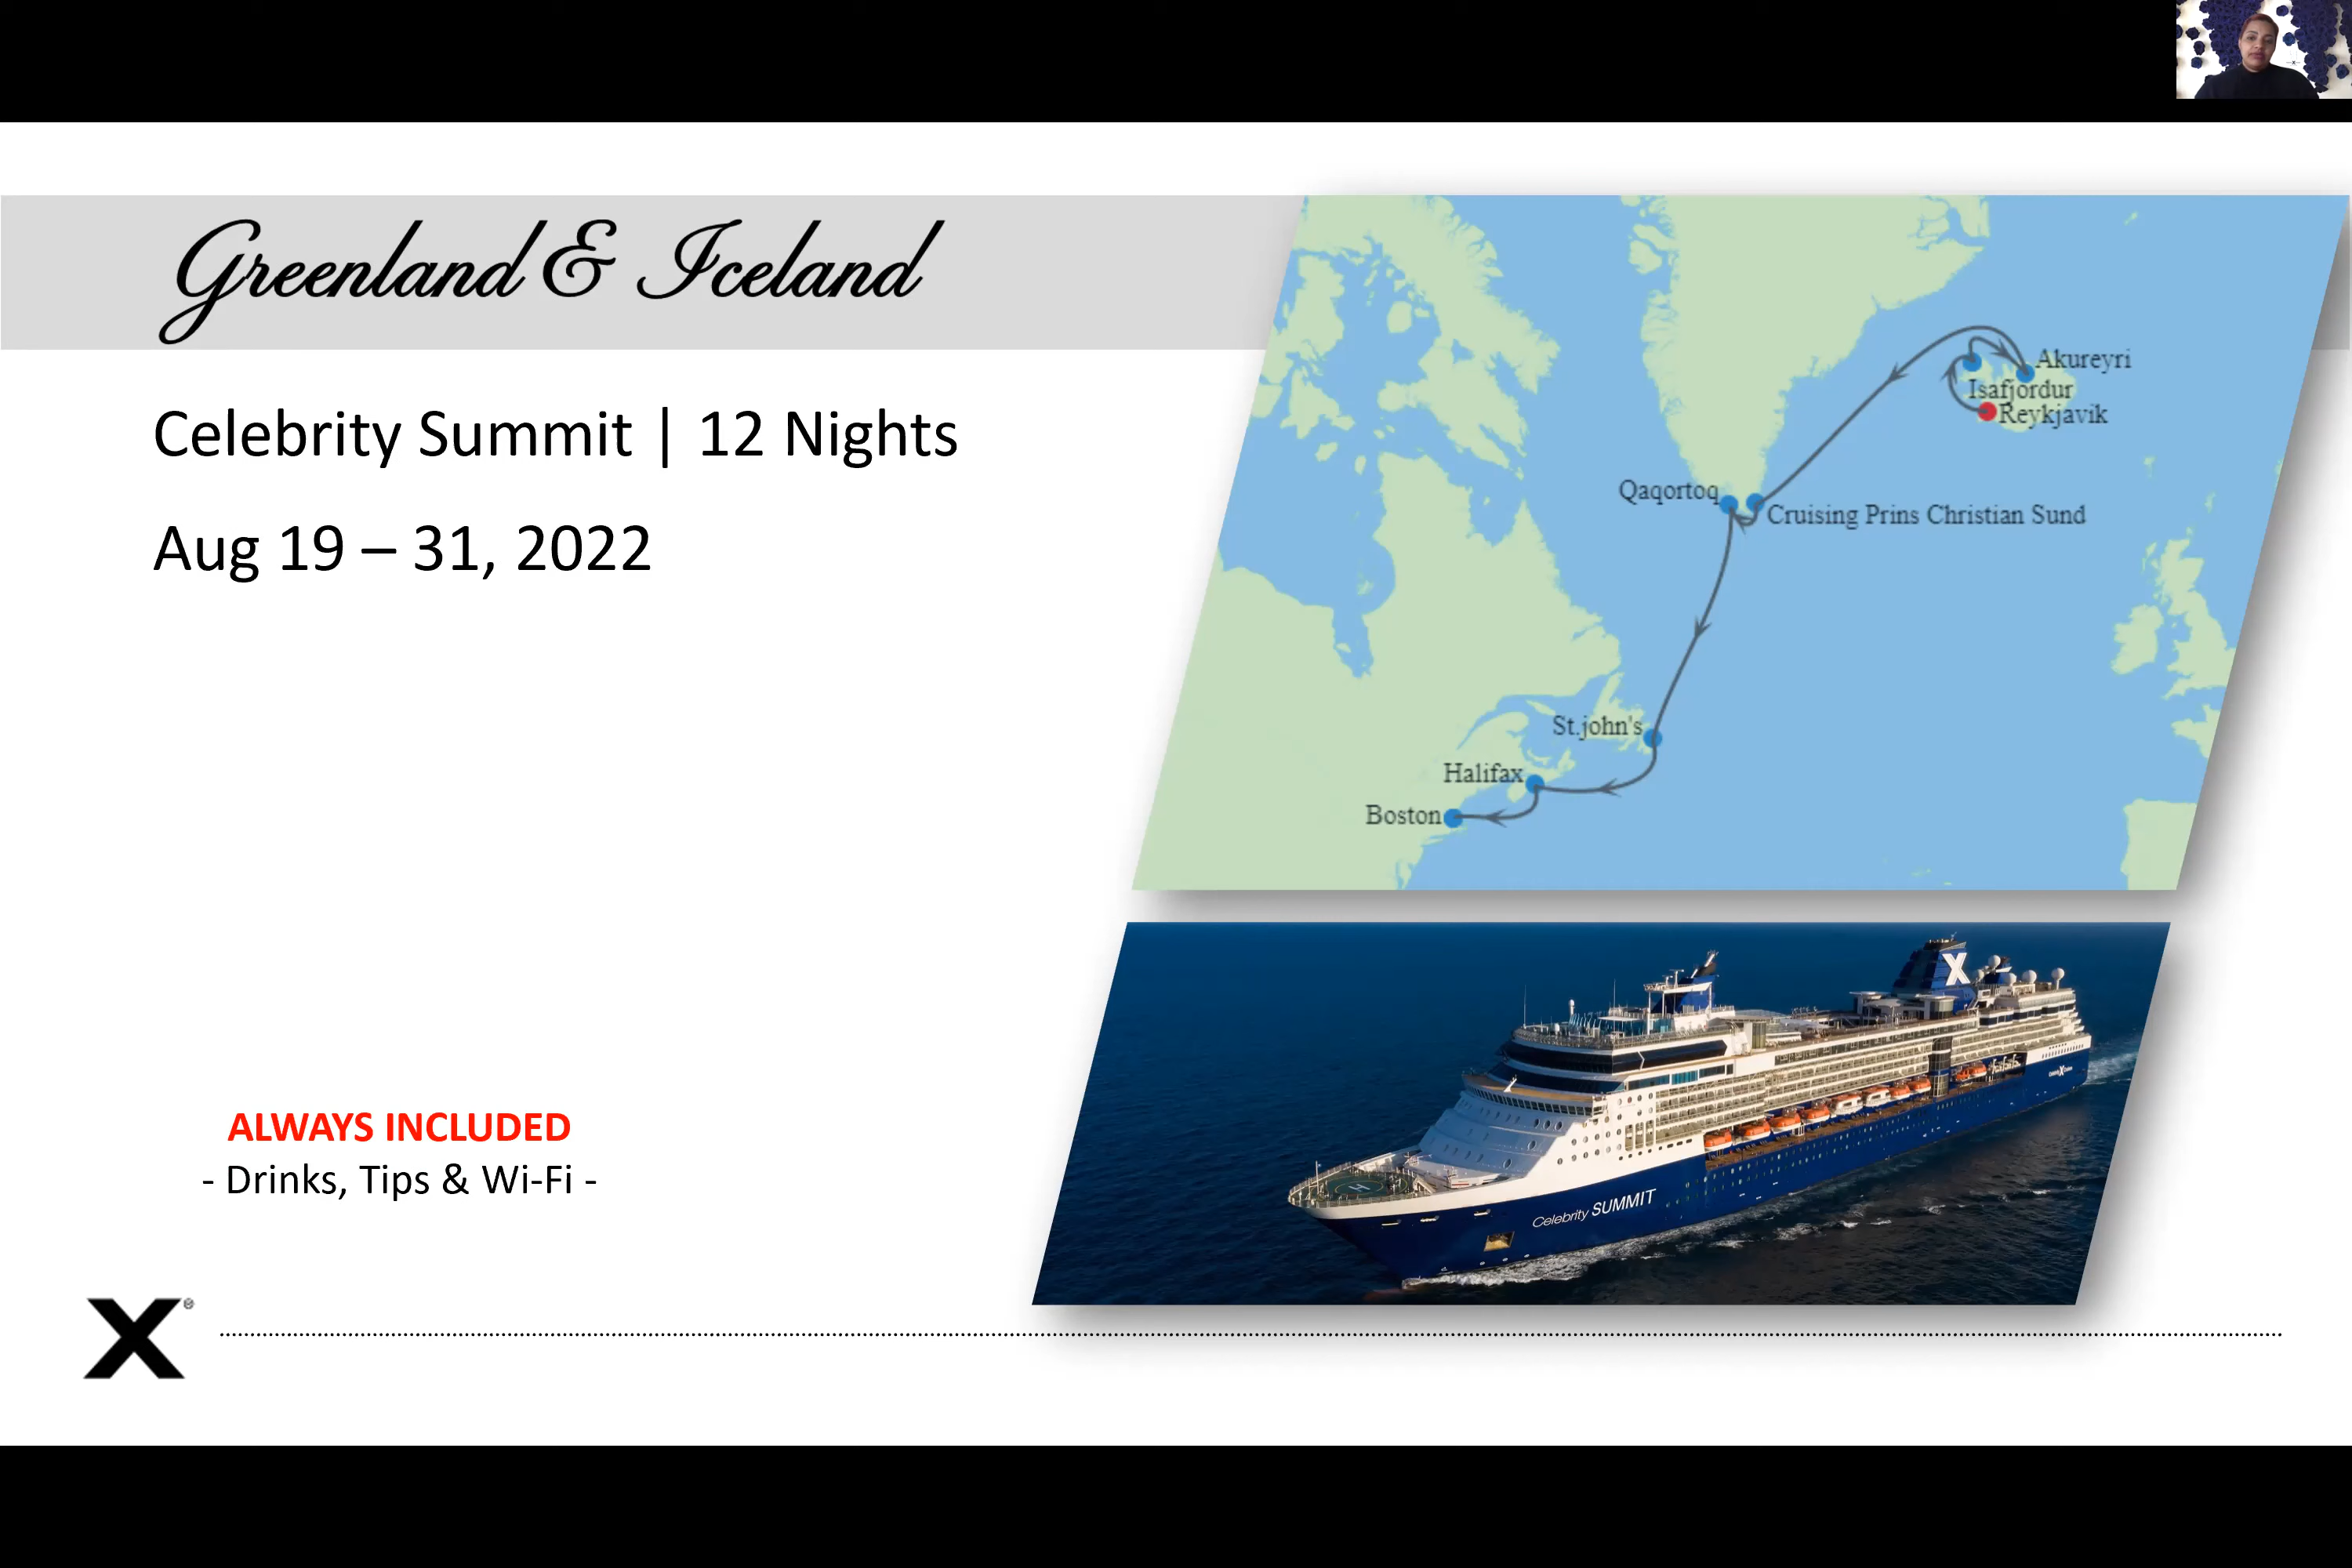 Greenland & Iceland
Celebrity Summit | 12 Nights
Aug 19 – 31, 2022
Akureyri
Isafjordur
Reykjavik
Qaqortoq
Cruising Prins Christian Sund
St.john's
Halifax
Boston
ALWAYS INCLUDED
- Drinks, Tips & Wi-Fi -
X
Celebrity SUMMIT
X®